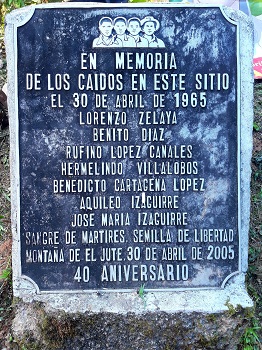 EN MEMORIA
DE LOS CAIDOS EN ESTE SITIO
EL 30 DE ABRIL DE 1965
LORENZO ZELAYA
BENITO DIAZ
RUFINO LOPEZ CANALES
HERMELINDO VILLALOBOS
BENEDICTO CARTAGENA LOPEZ
AQUILEO IZAGUIRRE
JOSE MARIA IZAGUIRRE
SANGRE DE MARTIRES, SEMILLA DE LIBERTAD
MONTAÑA DE EL JUTE, 30 DE ABRIL DE 2005
40 ANIVERSARIO